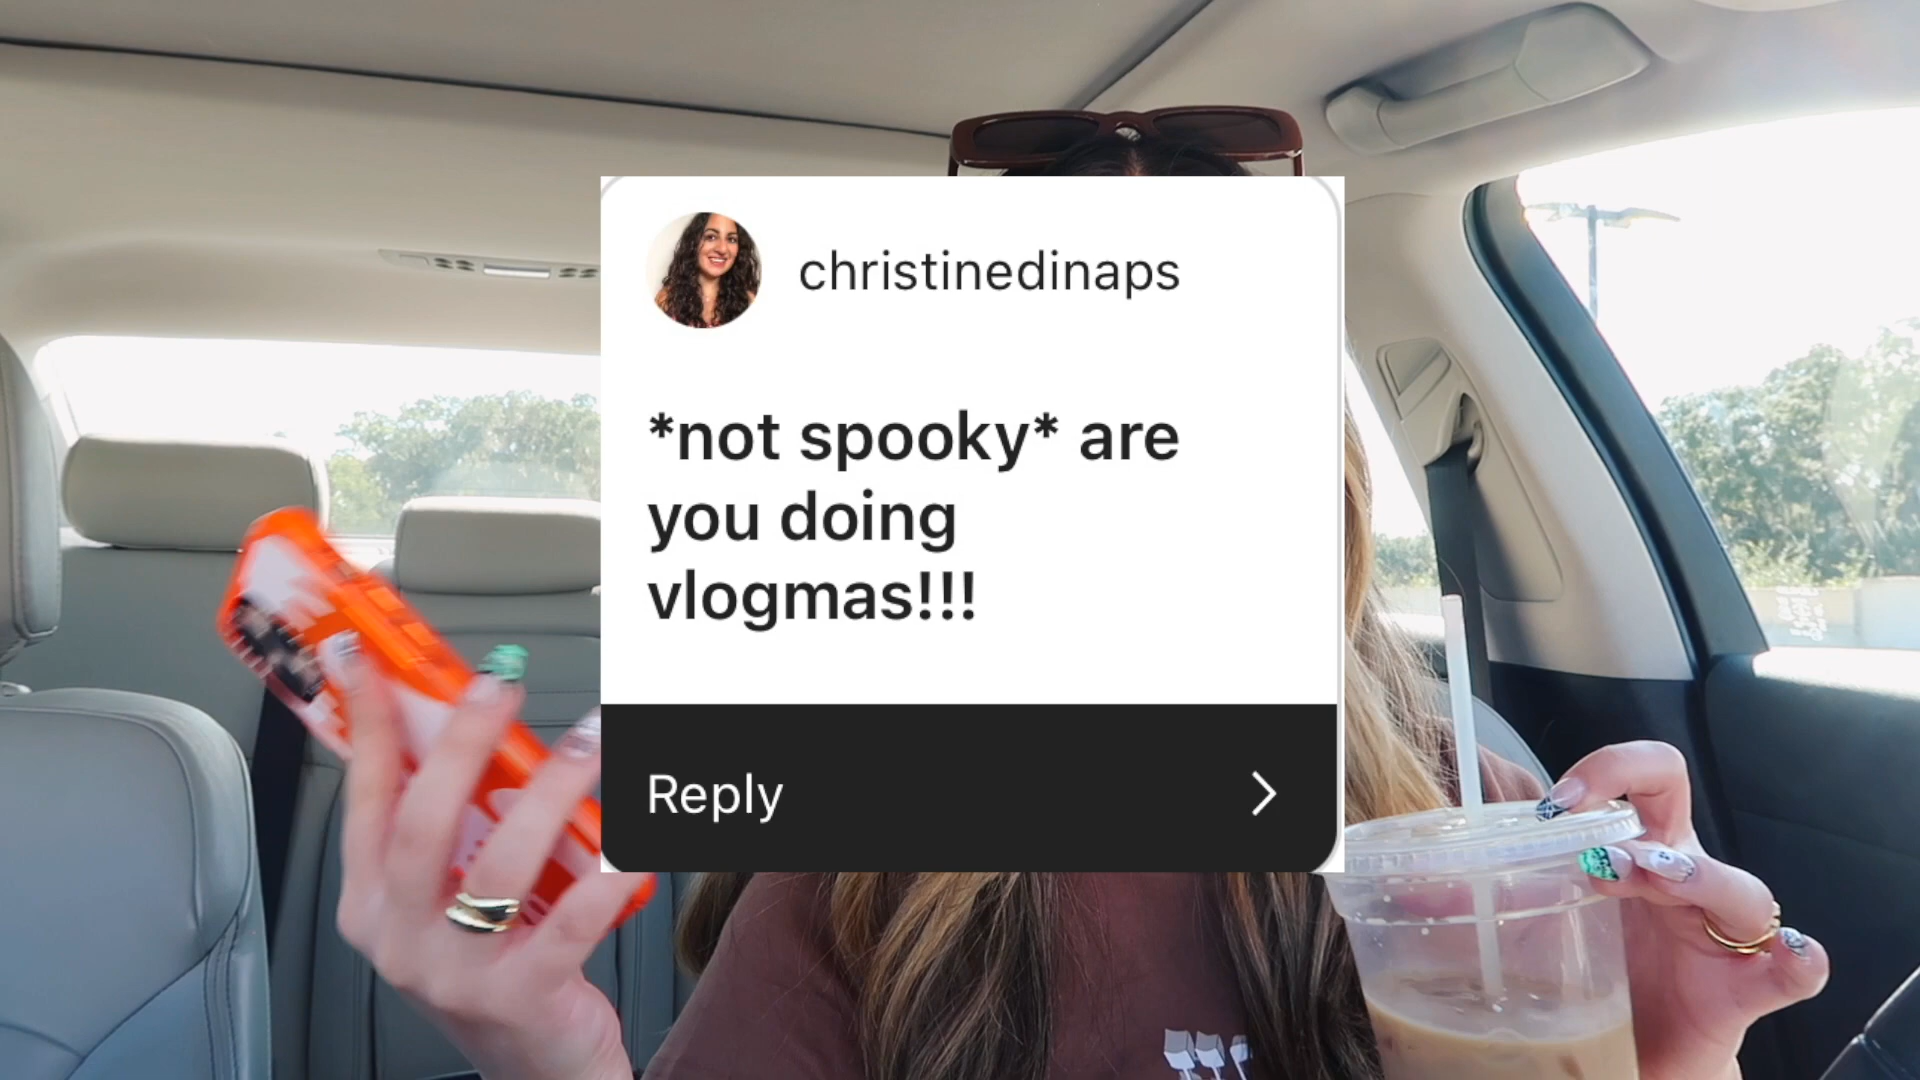 christinedinaps
*not spooky* are
you doing
vlogmas!!!
Reply